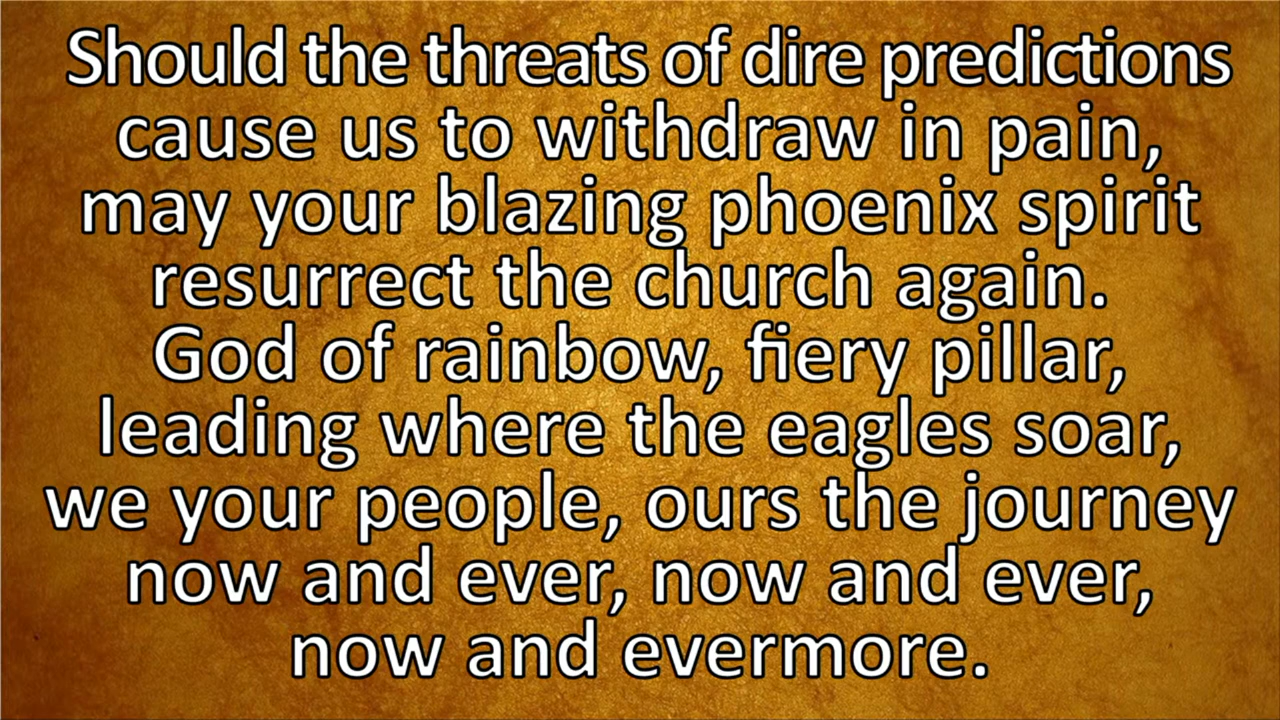 Should the threats of dire predictions
cause us to withdraw in pain,
may your blazing phoenix spirit
resurrect the church again.
God of rainbow, fiery pillar,
leading where the eagles soar,
we your people, ours the journey
now and ever, now and ever,
now and evermore.